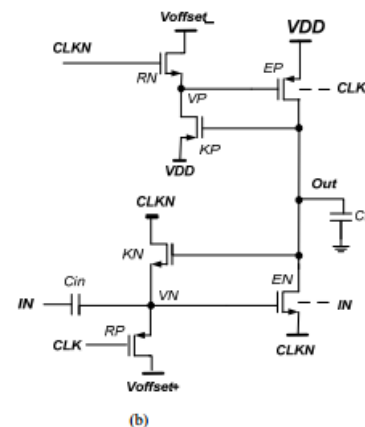 Voffset_
VDD
CLKN
RN
EP
VP
CLK
KP
VDD
CLKN
Out
KN
Cin
EN
IN
VN
IN
RP
CLK
CLKN
Voffset+
(b)